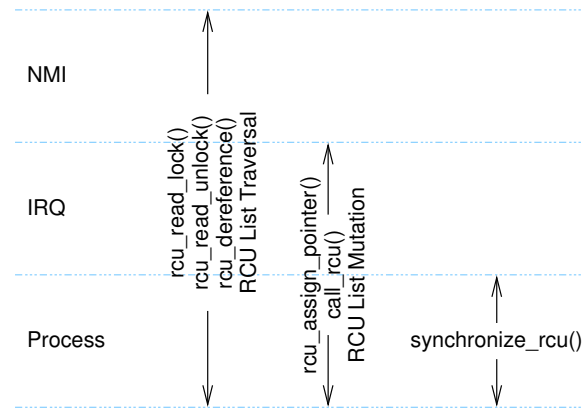 NMI
rcu_read_lock()
rcu_read_unlock()
rcu_dereference()
RCU List Traversal
IRQ
rcu_assign_pointer()
call_rcu()
RCU List Mutation
Process
synchronize_rcu()